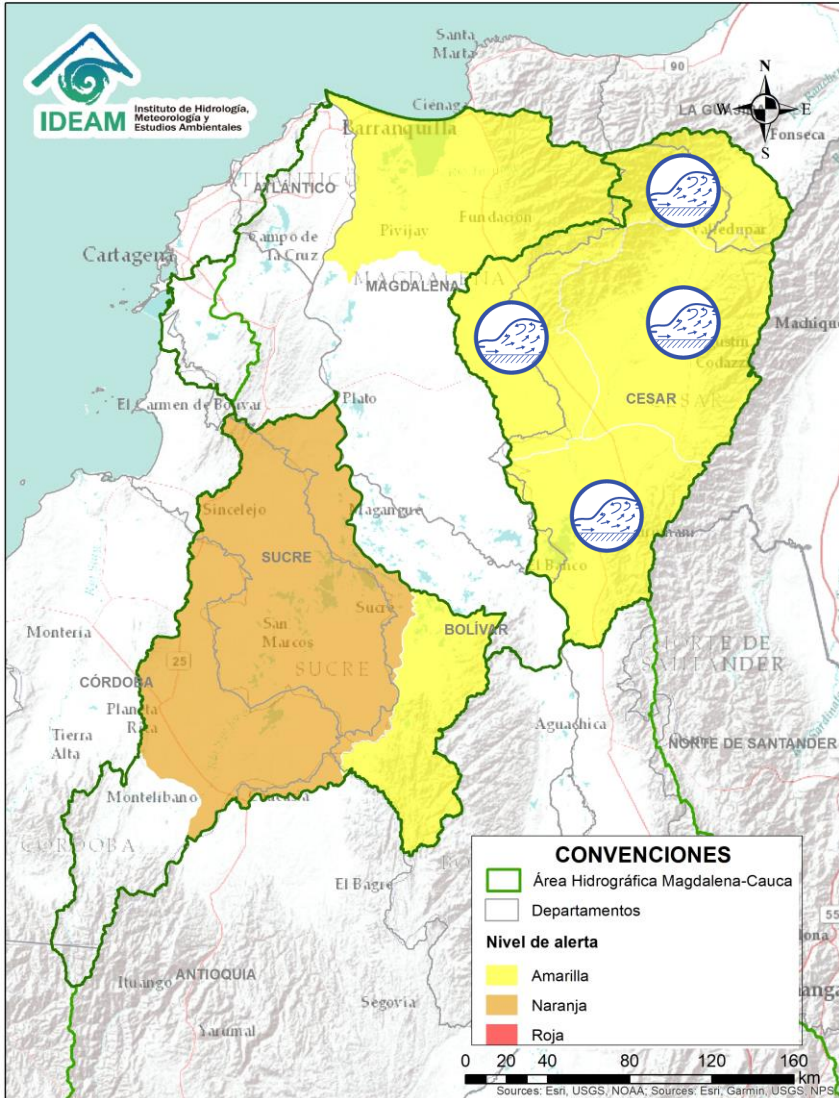 IDEAM
Instituto de Hidrología,
Meteorología y
Estudios Ambientales
Santa
Marta
90
N
W
E
S
LA GUAJIRA
Fonseca
Ciénaga
Barranquilla
ATLÁNTICO
Fundación
Valledupar
Cartagena
Campo de
La Cruz
Pivijay
MAGDALENA
MAGDALENA
Machiques
Codazzi
CESAR
El Carmen de Bolívar
Plato
Sincelejo
Magangué
SUCRE
El Banco
Sucre
BOLÍVAR
Montería
San
Marcos
SUCRE
25
CÓRDOBA
NORTE DE
SANTANDER
Planeta
Rica
Tierra
Alta
Aguachica
NORTE DE SANTANDER
Montelibano
CÓRDOBA
El Bagre
Ituango
ANTIOQUIA
Segovia
Yarumal
CONVENCIONES
Área Hidrográfica Magdalena-Cauca
Departamentos
Nivel de alerta
Amarilla
Naranja
Roja
55
0 20 40 80 120 160
km
Sources: Esri, USGS, NOAA; Sources: Esri, Garmin, USGS, NPS